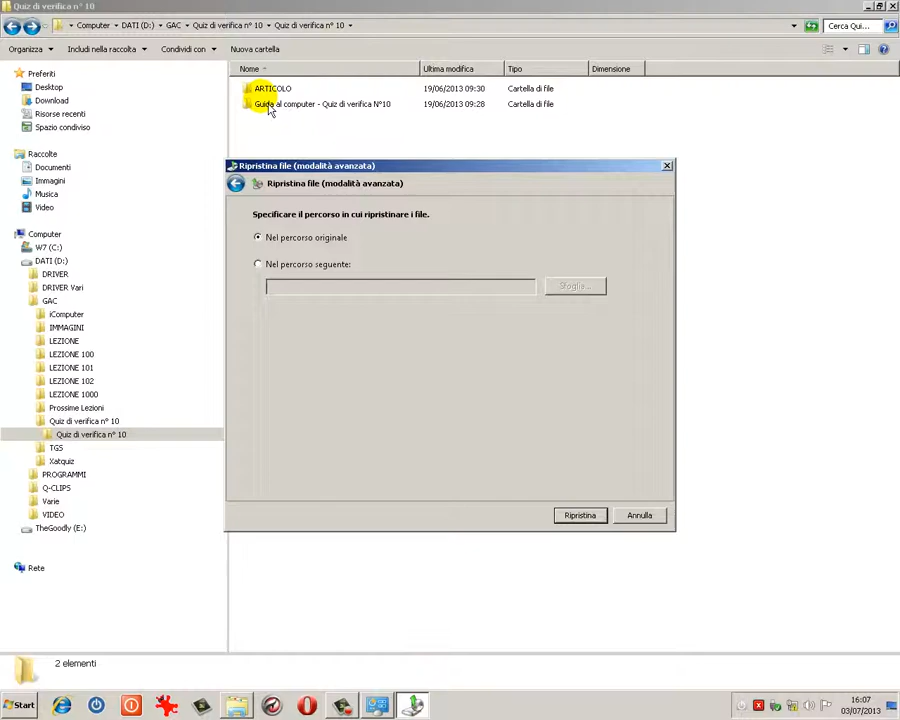 Quiz di verifica n° 10
Computer
DATI (D:)
GAC
Quiz di verifica n° 10
Quiz di verifica n° 10
Cerca Qui...
Organizza
Includi nella raccolta
Condividi con
Nuova cartella
Preferiti
Desktop
Download
Risorse recenti
Spazio condiviso
Raccolte
Documenti
Immagini
Musica
Video
Computer
W7 (C:)
DATI (D:)
DRIVER
DRIVER Vari
GAC
iComputer
IMMAGINI
LEZIONE
LEZIONE 100
LEZIONE 101
LEZIONE 102
LEZIONE 1000
Prossime Lezioni
Quiz di verifica n° 10
Quiz di verifica n° 10
TGS
Xatquiz
PROGRAMMI
Q-CLIPS
Varie
VIDEO
TheGoodly (E:)
Rete
Nome Ultima modifica Tipo Dimensione
ARTICOLO 19/06/2013 09:30 Cartella di file
Guida al computer - Quiz di verifica N°10 19/06/2013 09:28 Cartella di file
Ripristina file (modalità avanzata)
Ripristina file (modalità avanzata)
Specificare il percorso in cui ripristinare i file.
Nel percorso originale
Nel percorso seguente:
Sfoglia...
Ripristina
Annulla
2 elementi
Start
16:07
03/07/2013